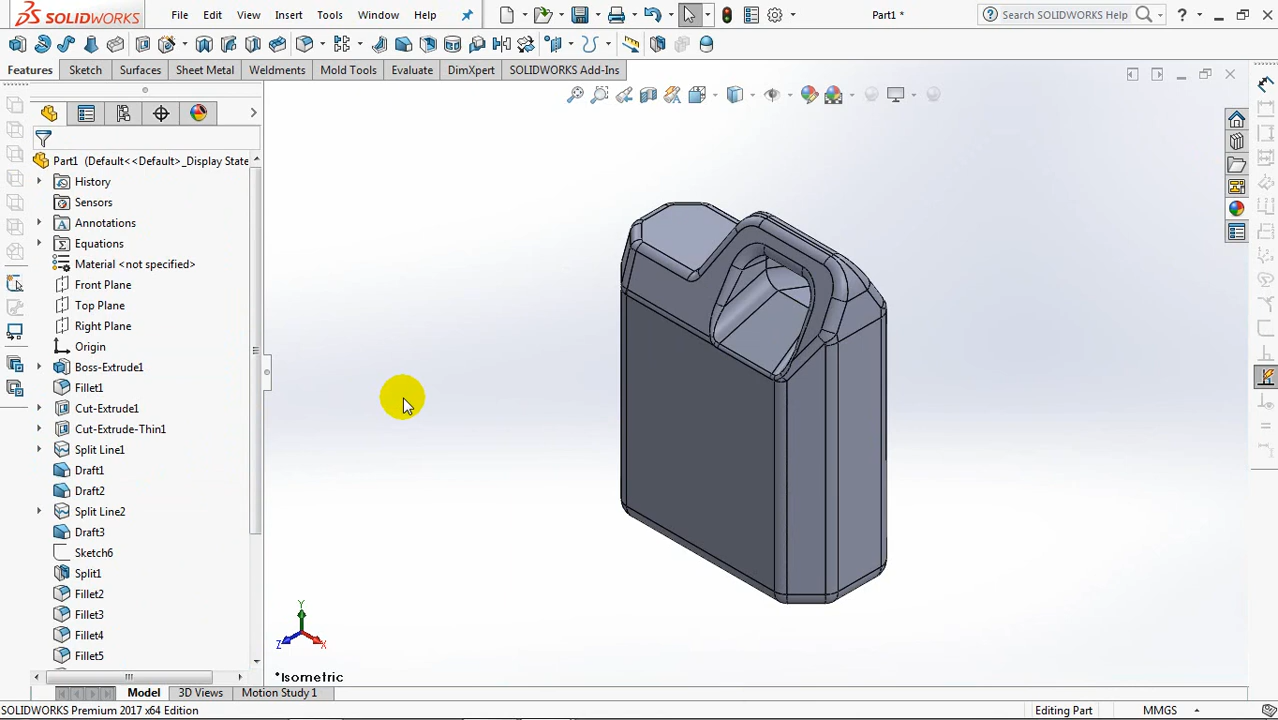 SOLIDWORKS File Edit View Insert Tools Window Help Part1 * Search SOLIDWORKS Help ?
Features Sketch Surfaces Sheet Metal Weldments Mold Tools Evaluate DimXpert SOLIDWORKS Add-Ins
Part1 (Default<<Default>_Display State
History
Sensors
Annotations
Equations
Material <not specified>
Front Plane
Top Plane
Right Plane
Origin
Boss-Extrude1
Fillet1
Cut-Extrude1
Cut-Extrude-Thin1
Split Line1
Draft1
Draft2
Split Line2
Draft3
Sketch6
Split1
Fillet2
Fillet3
Fillet4
Fillet5
Y
Z X
*Isometric
Model 3D Views Motion Study 1
SOLIDWORKS Premium 2017 x64 Edition Editing Part MMGS